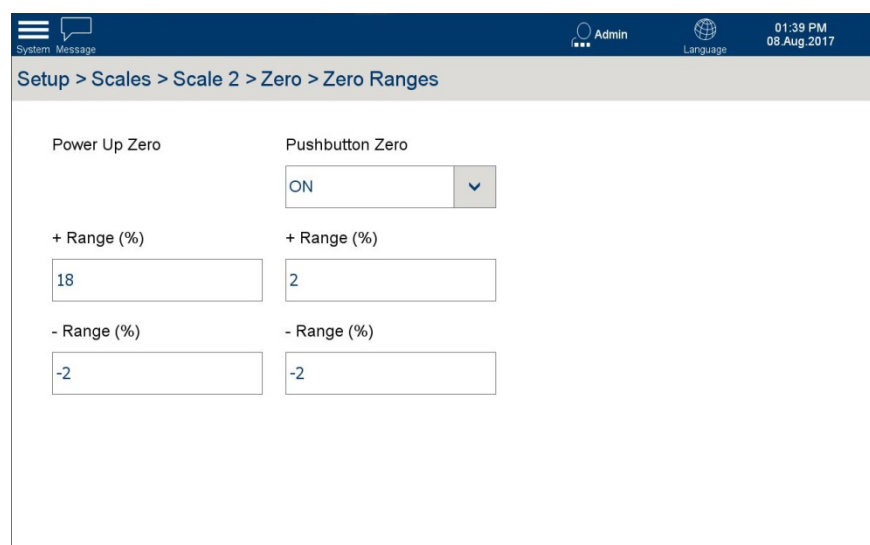 System Message Admin Language 01:39 PM
08.Aug.2017
Setup > Scales > Scale 2 > Zero > Zero Ranges
Power Up Zero Pushbutton Zero
ON
+ Range (%) + Range (%)
18 2
- Range (%) - Range (%)
-2 -2